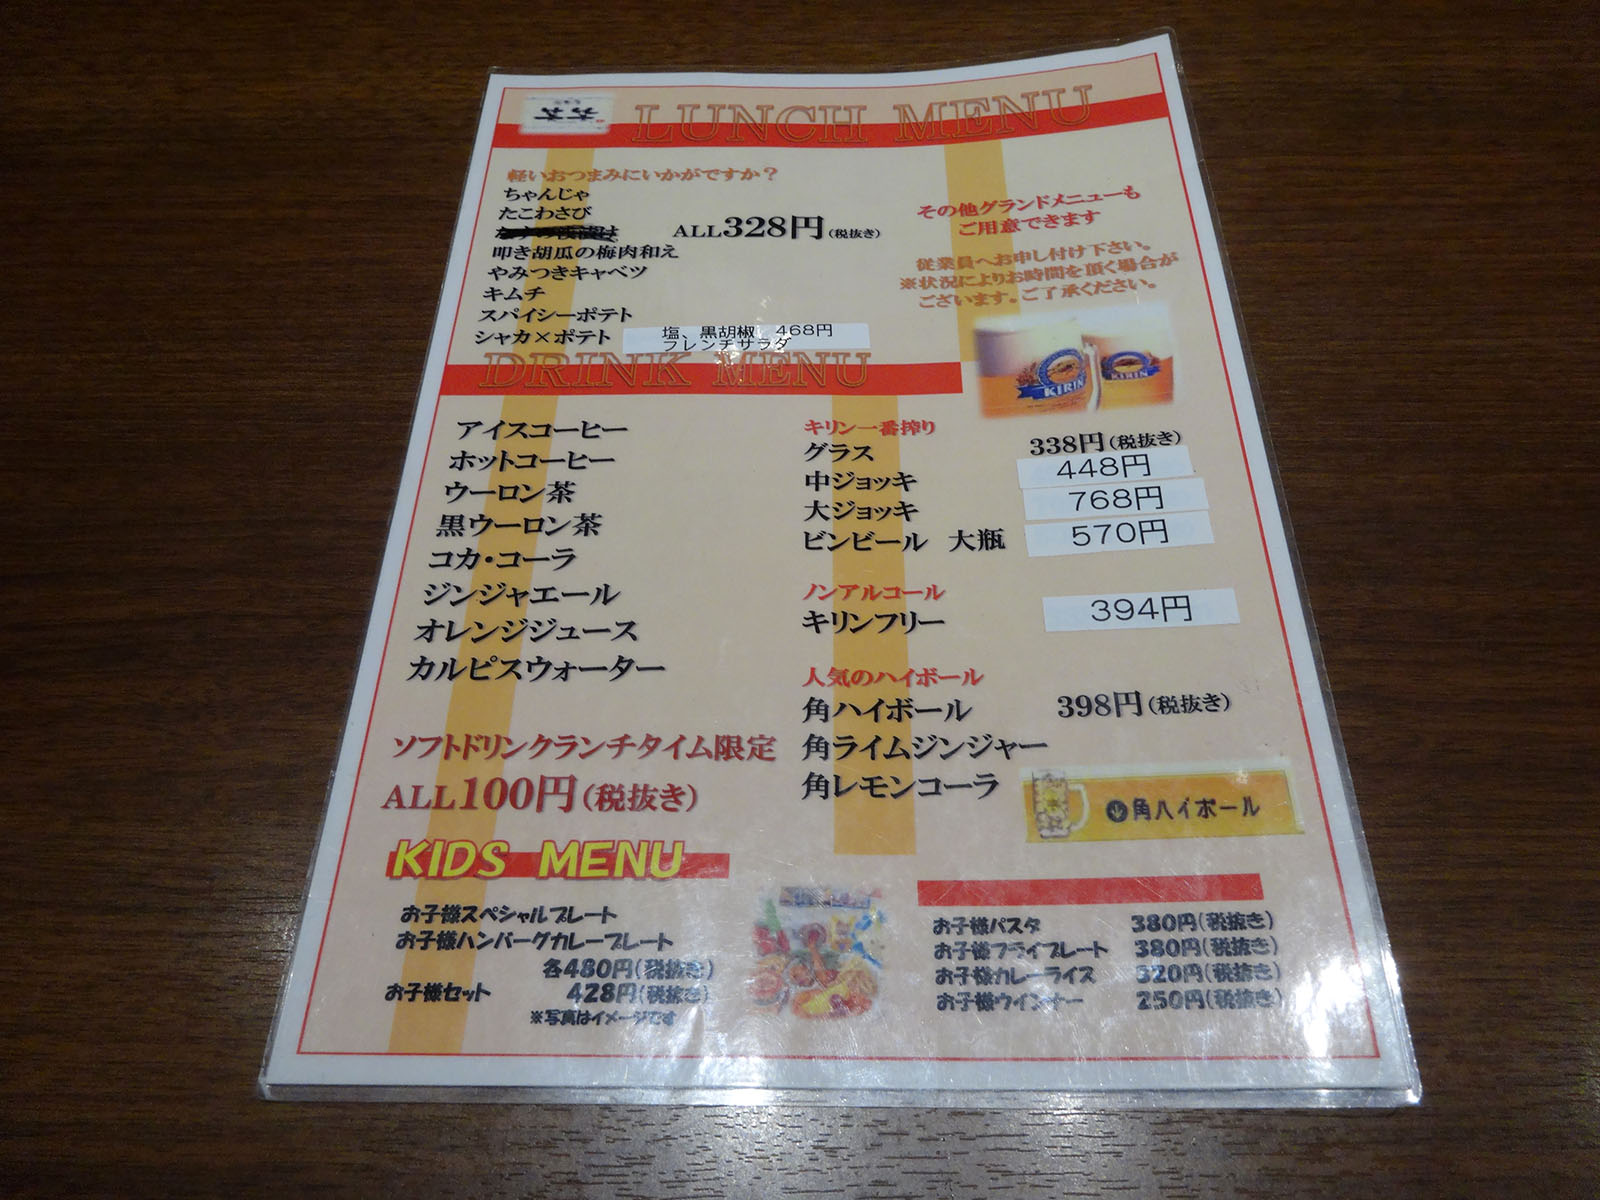 LUNCH MENU
軽いおつまみにいかがですか？
ちゃんじゃ
たこわさび
ALL328円(税抜き)
叩き胡瓜の梅肉和え
やみつきキャベツ
キムチ
スパイシーポテト
シャカ×ポテト 塩、黒胡椒 468円
フレンチサラダ
その他グランドメニューも
ご用意できます
従業員へお申し付け下さい。
※状況によりお時間を頂く場合が
ございます。ご了承ください。
KIRIN
KIRIN
DRINK MENU
アイスコーヒー
ホットコーヒー
ウーロン茶
黒ウーロン茶
コカ・コーラ
ジンジャエール
オレンジジュース
カルピスウォーター
ソフトドリンクランチタイム限定
ALL100円(税抜き)
キリン一番搾り
グラス 338円(税抜き)
中ジョッキ 448円
大ジョッキ 768円
ビンビール 大瓶 570円
ノンアルコール
キリンフリー 394円
人気のハイボール
角ハイボール 398円(税抜き)
角ライムジンジャー
角レモンコーラ
角ハイボール
KIDS MENU
お子様スペシャルプレート
お子様ハンバーグカレープレート
各480円(税抜き)
お子様セット 428円(税抜き)
※写真はイメージです
お子様パスタ 380円(税抜き)
お子様フライプレート 380円(税抜き)
お子様カレーライス 320円(税抜き)
お子様ウインナー 250円(税抜き)